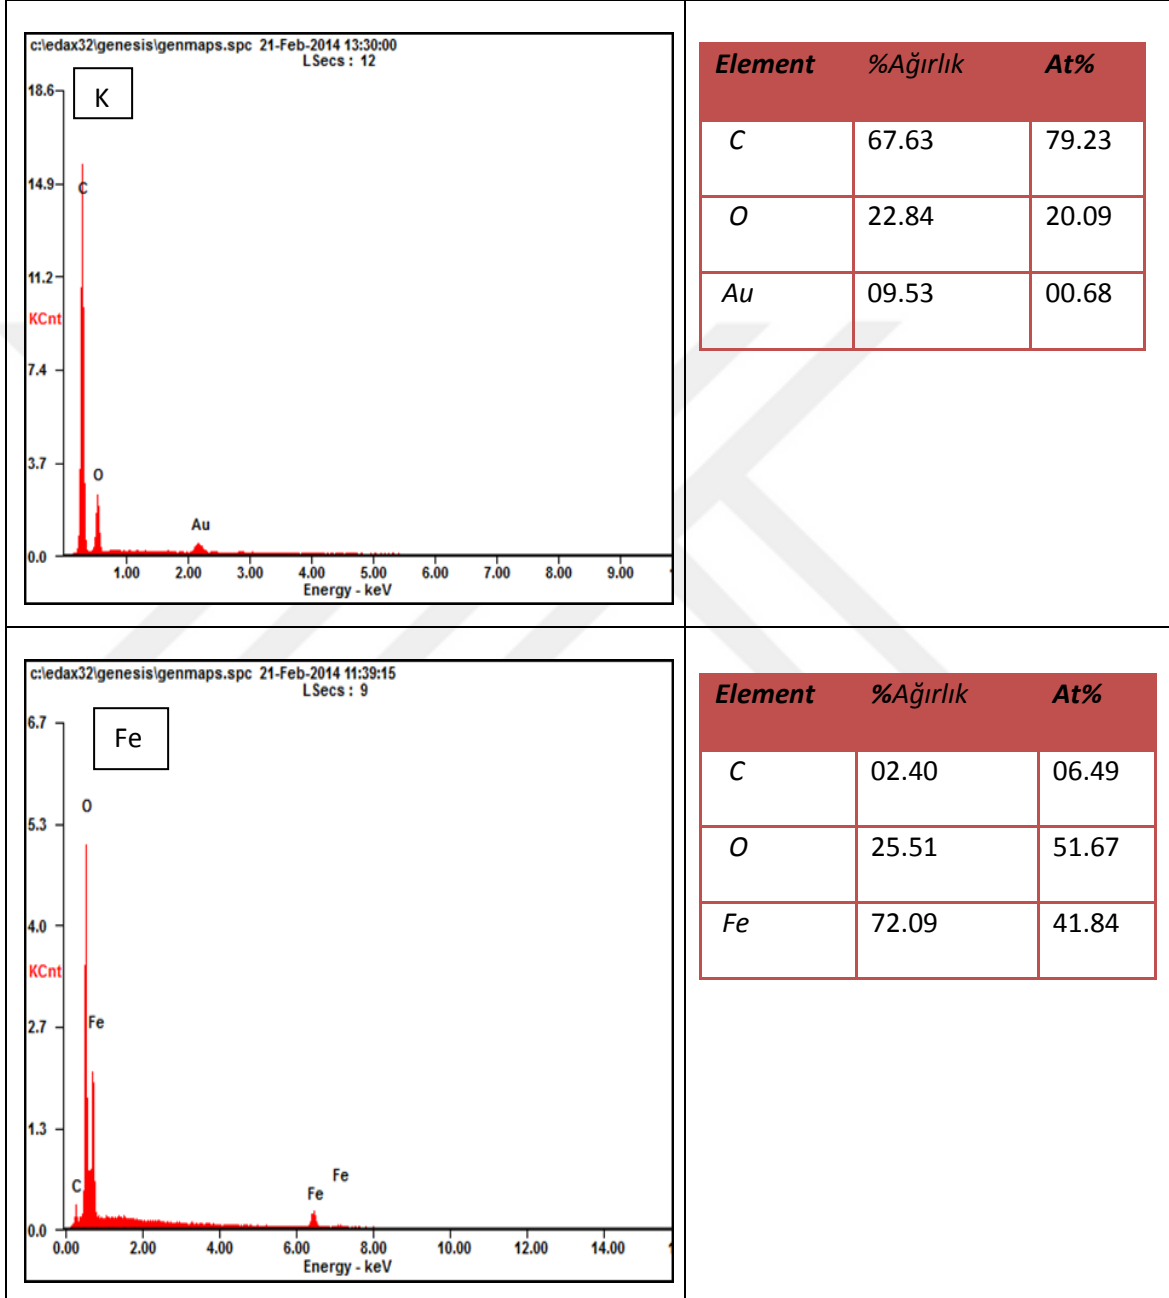 c:\edax32\genesis\genmaps.spc 21-Feb-2014 13:30:00
LSecs : 12
K
18.6
14.9
11.2
KCnt
7.4
3.7
0.0
C
O
Au
1.00 2.00 3.00 4.00 5.00 6.00 7.00 8.00 9.00
Energy - keV
Element %Ağırlık At%
C 67.63 79.23
O 22.84 20.09
Au 09.53 00.68
c:\edax32\genesis\genmaps.spc 21-Feb-2014 11:39:15
LSecs : 9
Fe
6.7
5.3
4.0
KCnt
2.7
1.3
0.0
O
Fe
C
Fe
Fe
0.00 2.00 4.00 6.00 8.00 10.00 12.00 14.00 1
Energy - keV
Element %Ağırlık At%
C 02.40 06.49
O 25.51 51.67
Fe 72.09 41.84